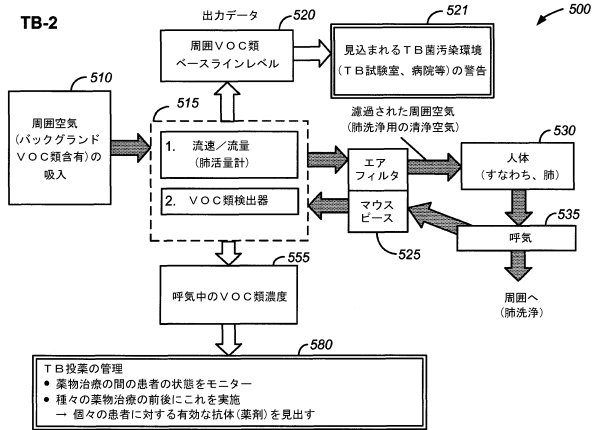 TB-2
500
出力データ
520
周囲VOC類
ベースラインレベル
521
見込まれるTB菌汚染環境
(TB試験室、病院等)の警告
510
周囲空気
(バックグランド
VOC類含有)の
吸入
515
1. 流速/流量
(肺活量計)
2. VOC類検出器
濾過された周囲空気
(肺洗浄用の清浄空気)
エア
フィルタ
マウス
ピース
525
530
人体
(すなわち、肺)
535
呼気
周囲へ
(肺洗浄)
555
呼気中のVOC類濃度
580
TB投薬の管理
● 薬物治療の間の患者の状態をモニター
● 種々の薬物治療の前後にこれを実施
→ 個々の患者に対する有効な抗体(薬剤)を見出す